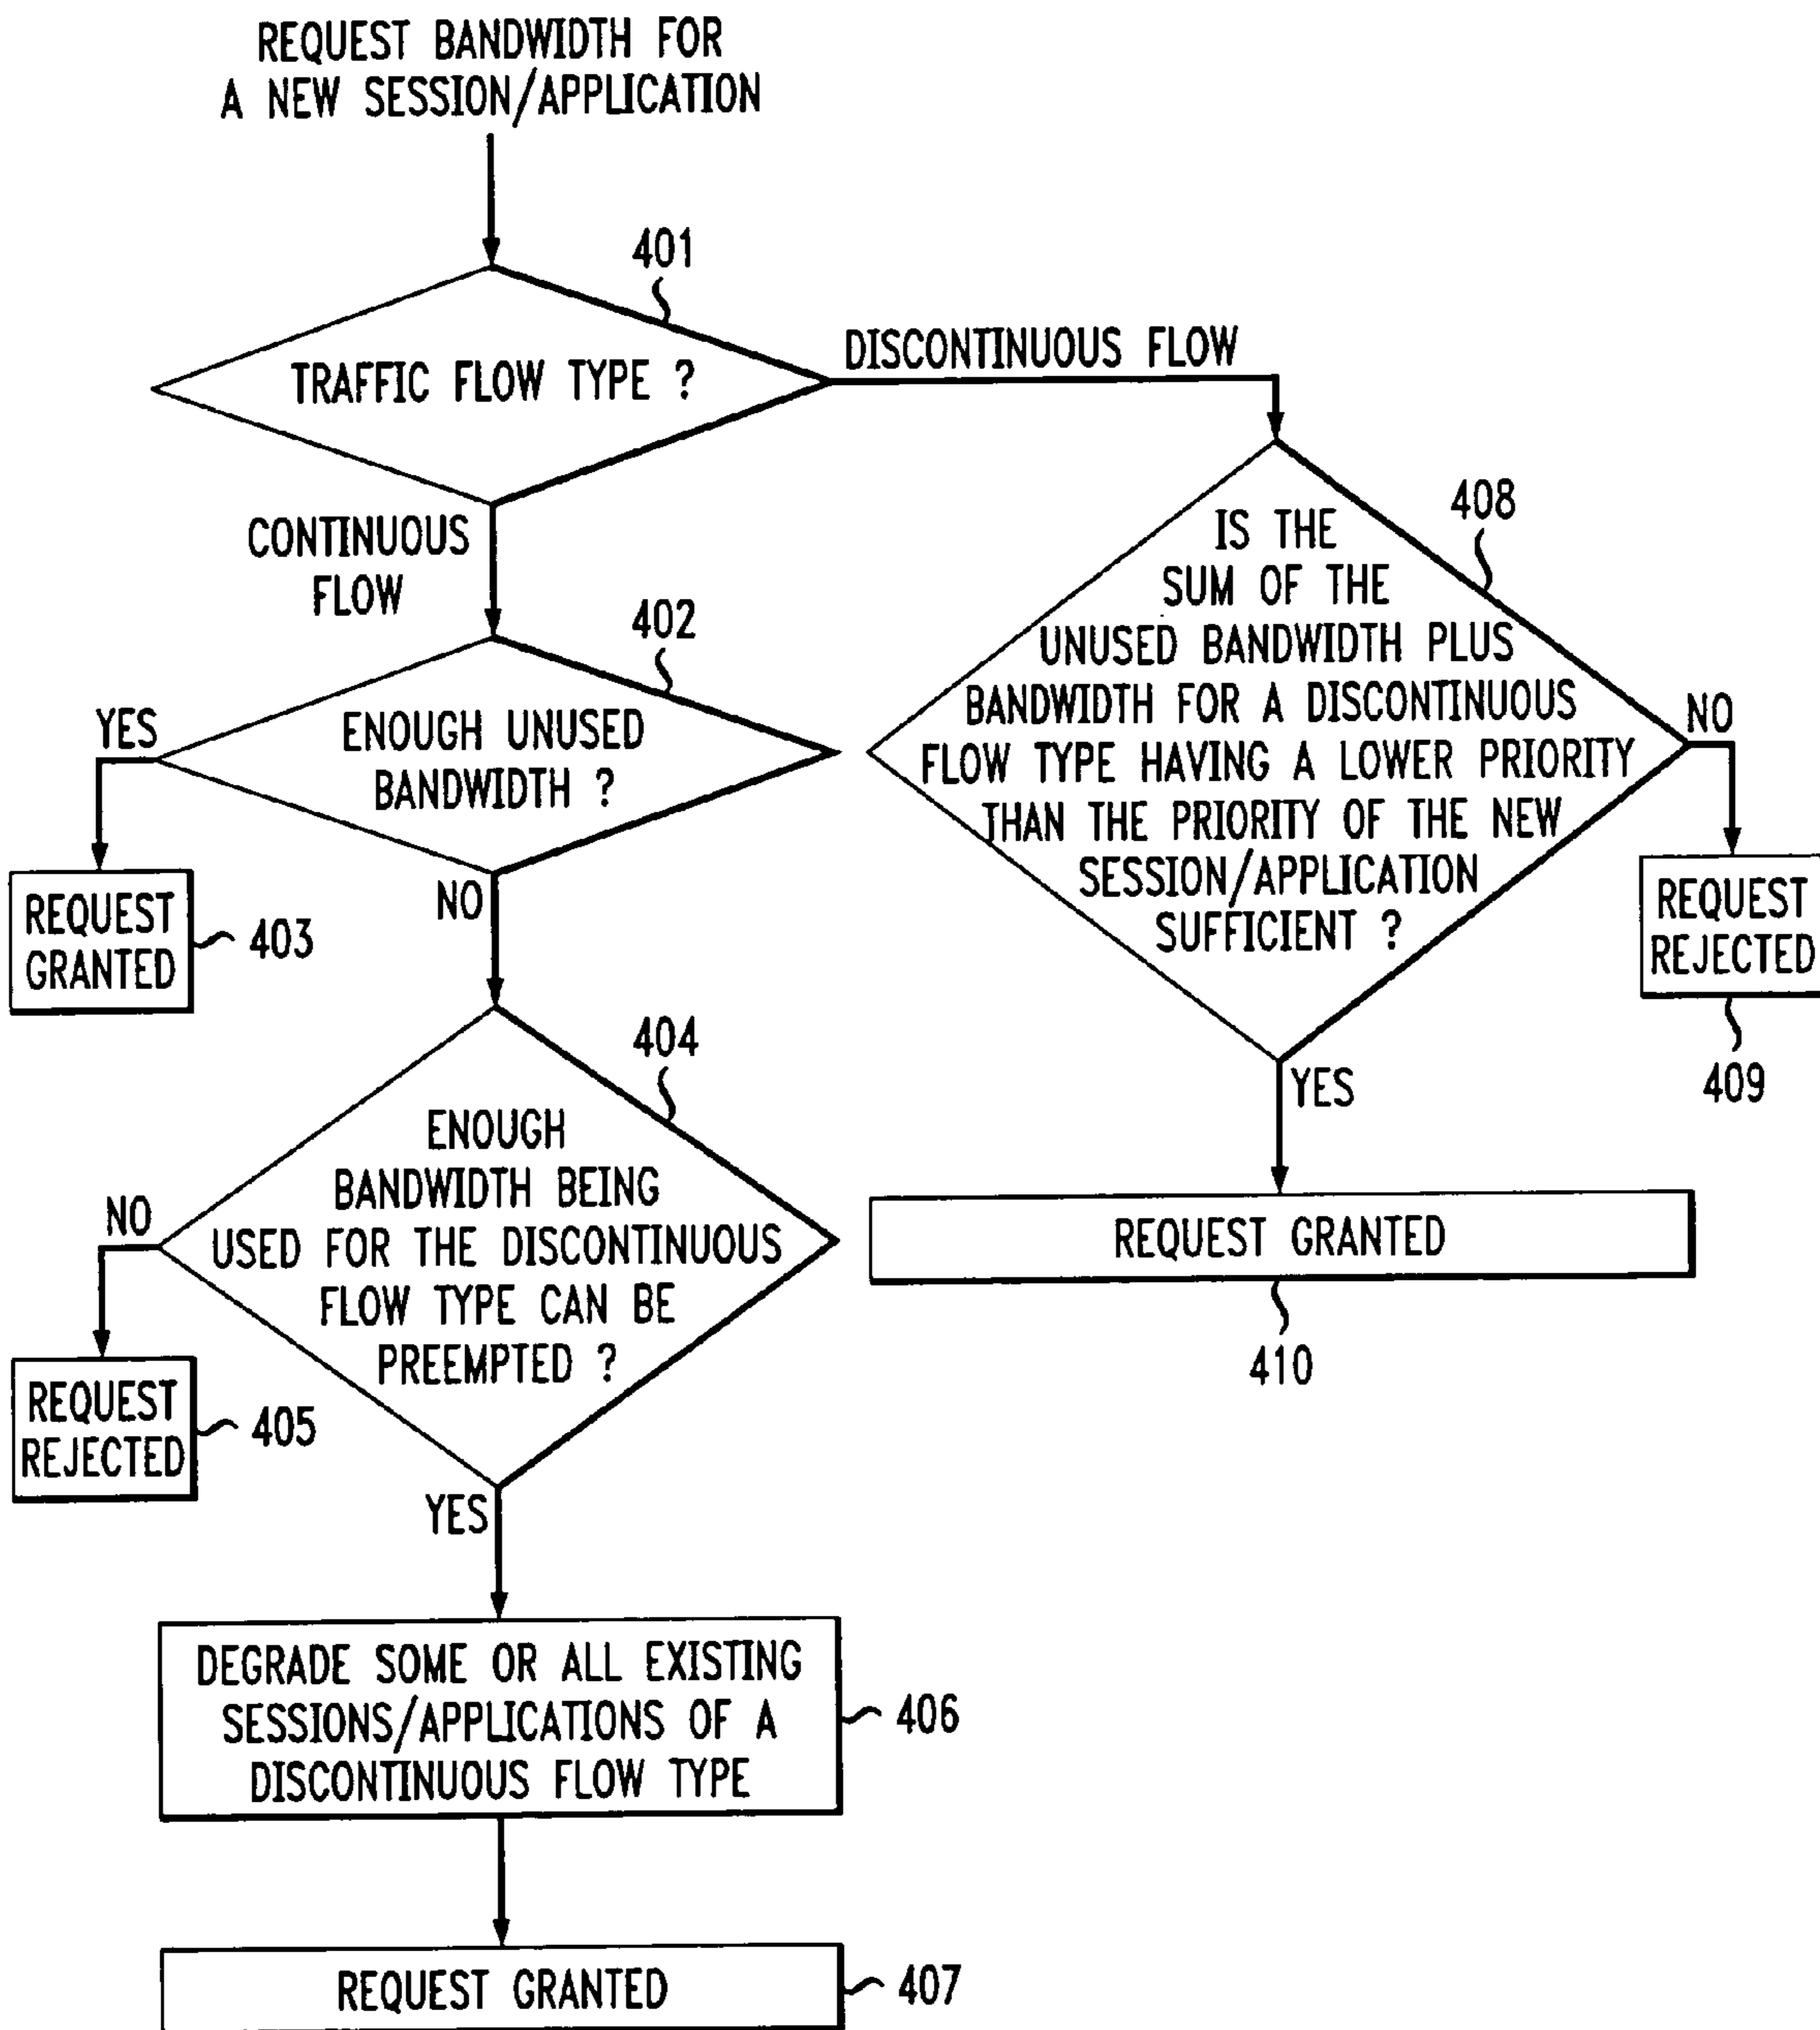 REQUEST BANDWIDTH FOR
A NEW SESSION/APPLICATION
401
TRAFFIC FLOW TYPE ?
DISCONTINUOUS FLOW
CONTINUOUS
FLOW
408
IS THE
SUM OF THE
UNUSED BANDWIDTH PLUS
BANDWIDTH FOR A DISCONTINUOUS
FLOW TYPE HAVING A LOWER PRIORITY
THAN THE PRIORITY OF THE NEW
SESSION/APPLICATION
SUFFICIENT ?
402
ENOUGH UNUSED
BANDWIDTH ?
YES
NO
NO
REQUEST
GRANTED
403
REQUEST
REJECTED
409
YES
404
ENOUGH
BANDWIDTH BEING
USED FOR THE DISCONTINUOUS
FLOW TYPE CAN BE
PREEMPTED ?
NO
REQUEST GRANTED
410
REQUEST
REJECTED
405
YES
DEGRADE SOME OR ALL EXISTING
SESSIONS/APPLICATIONS OF A
DISCONTINUOUS FLOW TYPE
406
REQUEST GRANTED
407